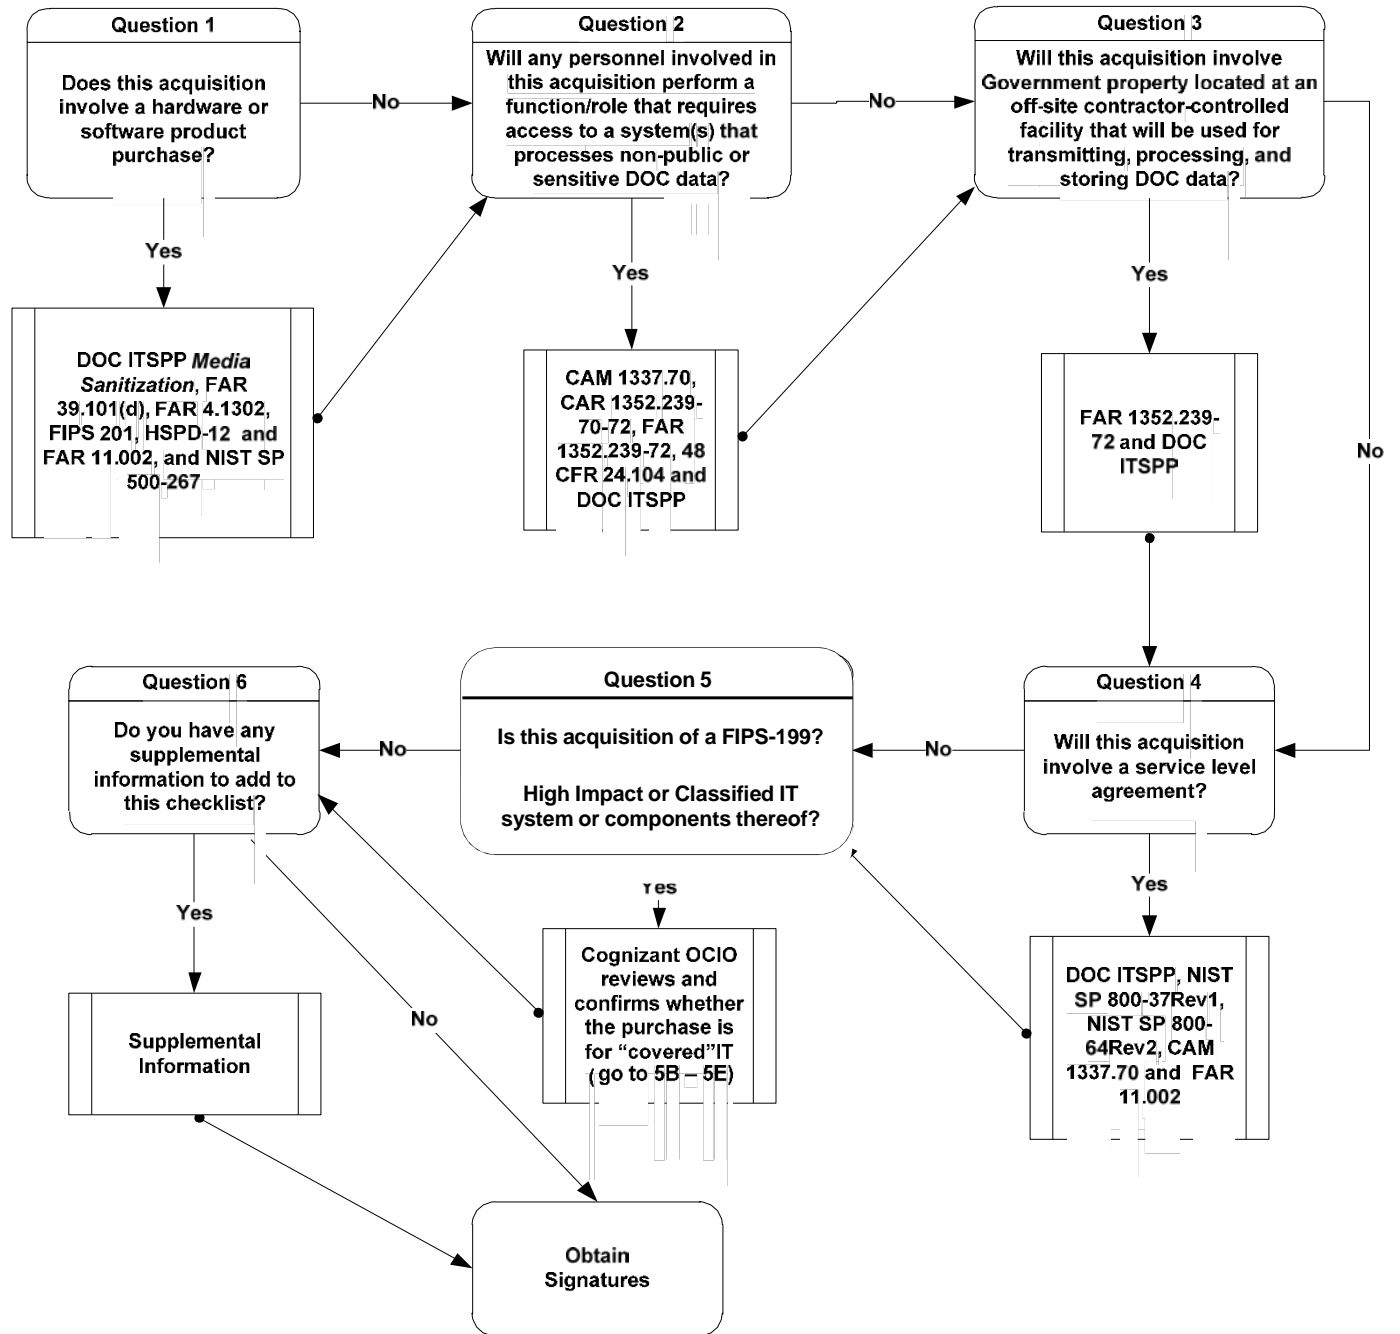 Question 1
Does this acquisition
involve a hardware or
software product
purchase?
No
Question 2
Will any personnel involved in
this acquisition perform a
function/role that requires
access to a system(s) that
processes non-public or
sensitive DOC data?
No
Question 3
Will this acquisition involve
Government property located at an
off-site contractor-controlled
facility that will be used for
transmitting, processing, and
storing DOC data?
Yes
Yes
Yes
No
DOC ITSPP Media
Sanitization, FAR
39.101(d), FAR 4.1302,
FIPS 201, HSPD-12 and
FAR 11.002, and NIST SP
500-267
CAM 1337.70,
CAR 1352.239-
70-72, FAR
1352.239-72, 48
CFR 24.104 and
DOC ITSPP
FAR 1352.239-
72 and DOC
ITSPP
Question 4
Will this acquisition
involve a service level
agreement?
No
Yes
DOC ITSPP, NIST
SP 800-37Rev1,
NIST SP 800-
64Rev2, CAM
1337.70 and FAR
11.002
Question 5
Is this acquisition of a FIPS-199?
High Impact or Classified IT
system or components thereof?
No
Yes
Cognizant OCIO
reviews and
confirms whether
the purchase is
for “covered”IT
(go to 5B – 5E)
Question 6
Do you have any
supplemental
information to add to
this checklist?
Yes
No
Supplemental
Information
Obtain
Signatures